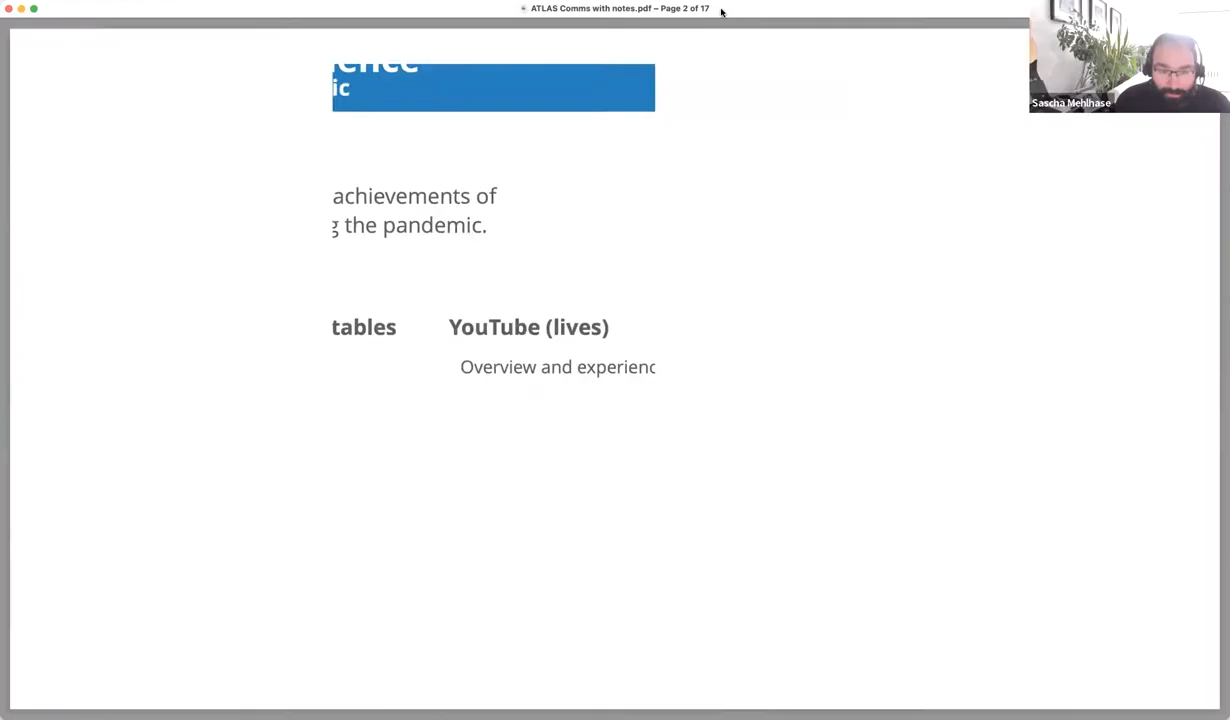 ATLAS Comms with notes.pdf – Page 2 of 17
Sascha Mehlhase
ic
achievements of
g the pandemic.
tables
YouTube (lives)
Overview and experienc